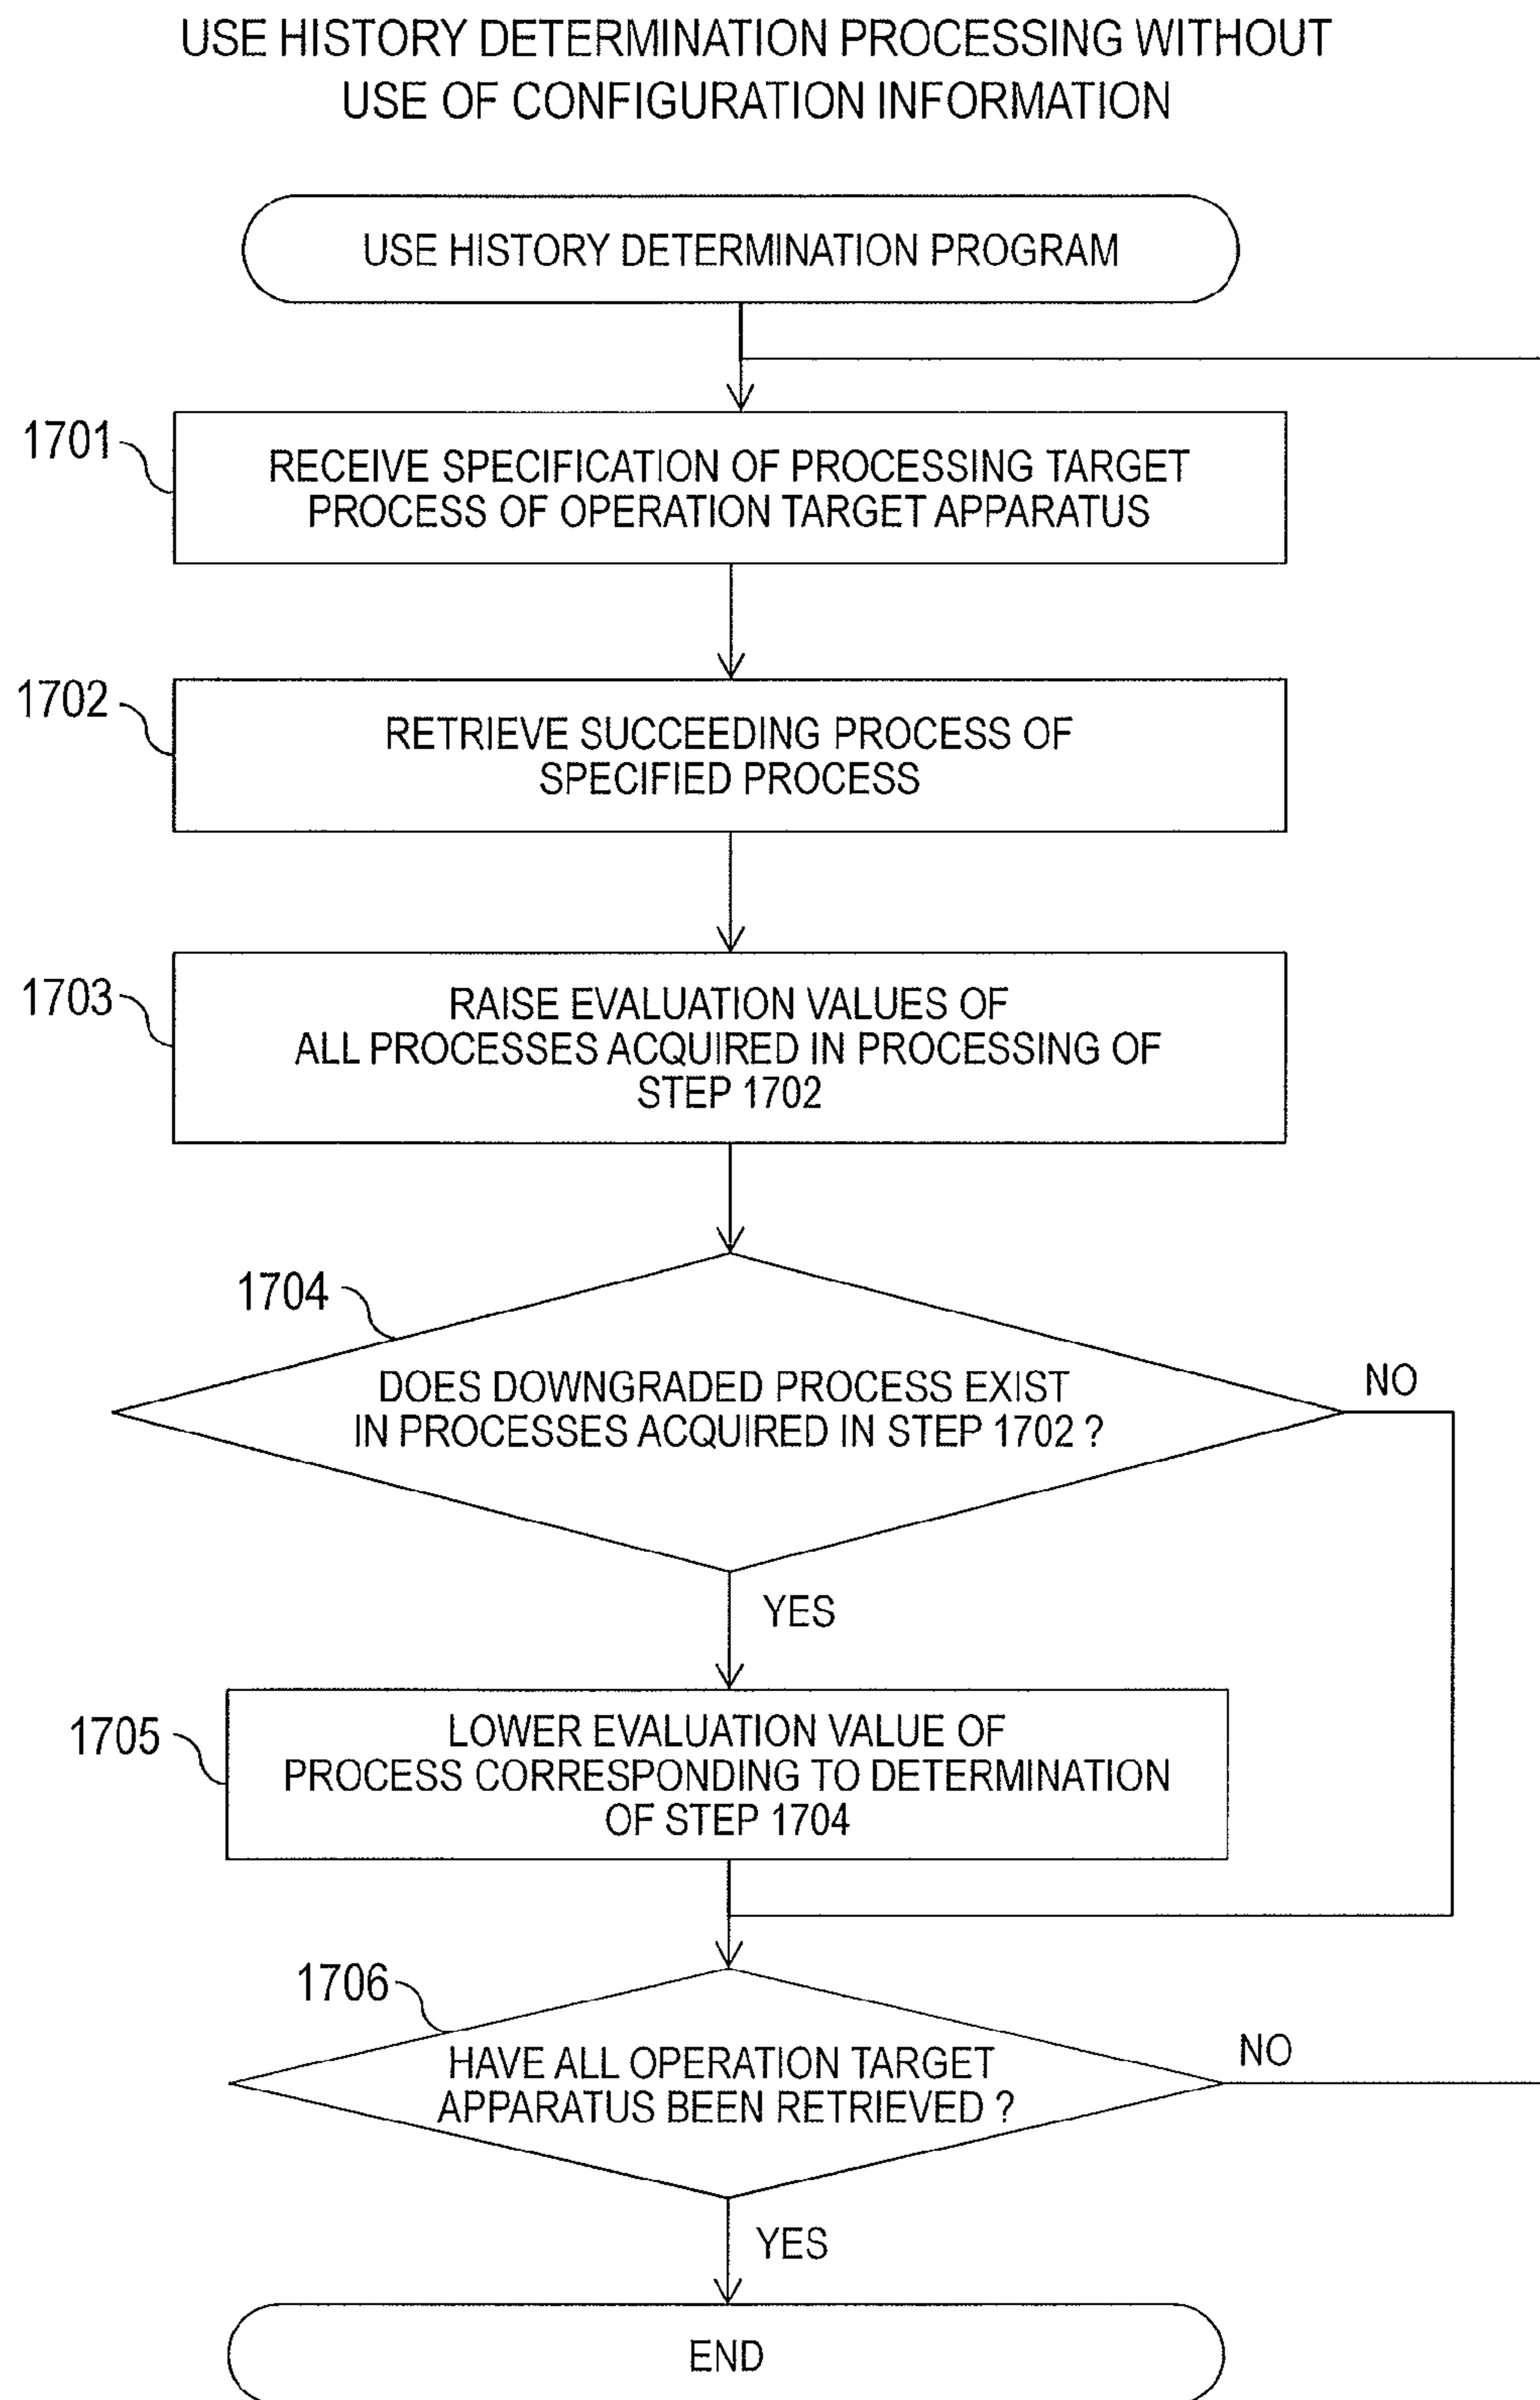 USE HISTORY DETERMINATION PROCESSING WITHOUT
USE OF CONFIGURATION INFORMATION
USE HISTORY DETERMINATION PROGRAM
1701
RECEIVE SPECIFICATION OF PROCESSING TARGET
PROCESS OF OPERATION TARGET APPARATUS
1702
RETRIEVE SUCCEEDING PROCESS OF
SPECIFIED PROCESS
1703
RAISE EVALUATION VALUES OF
ALL PROCESSES ACQUIRED IN PROCESSING OF
STEP 1702
1704
DOES DOWNGRADED PROCESS EXIST
IN PROCESSES ACQUIRED IN STEP 1702 ?
NO
YES
1705
LOWER EVALUATION VALUE OF
PROCESS CORRESPONDING TO DETERMINATION
OF STEP 1704
1706
HAVE ALL OPERATION TARGET
APPARATUS BEEN RETRIEVED ?
NO
YES
END